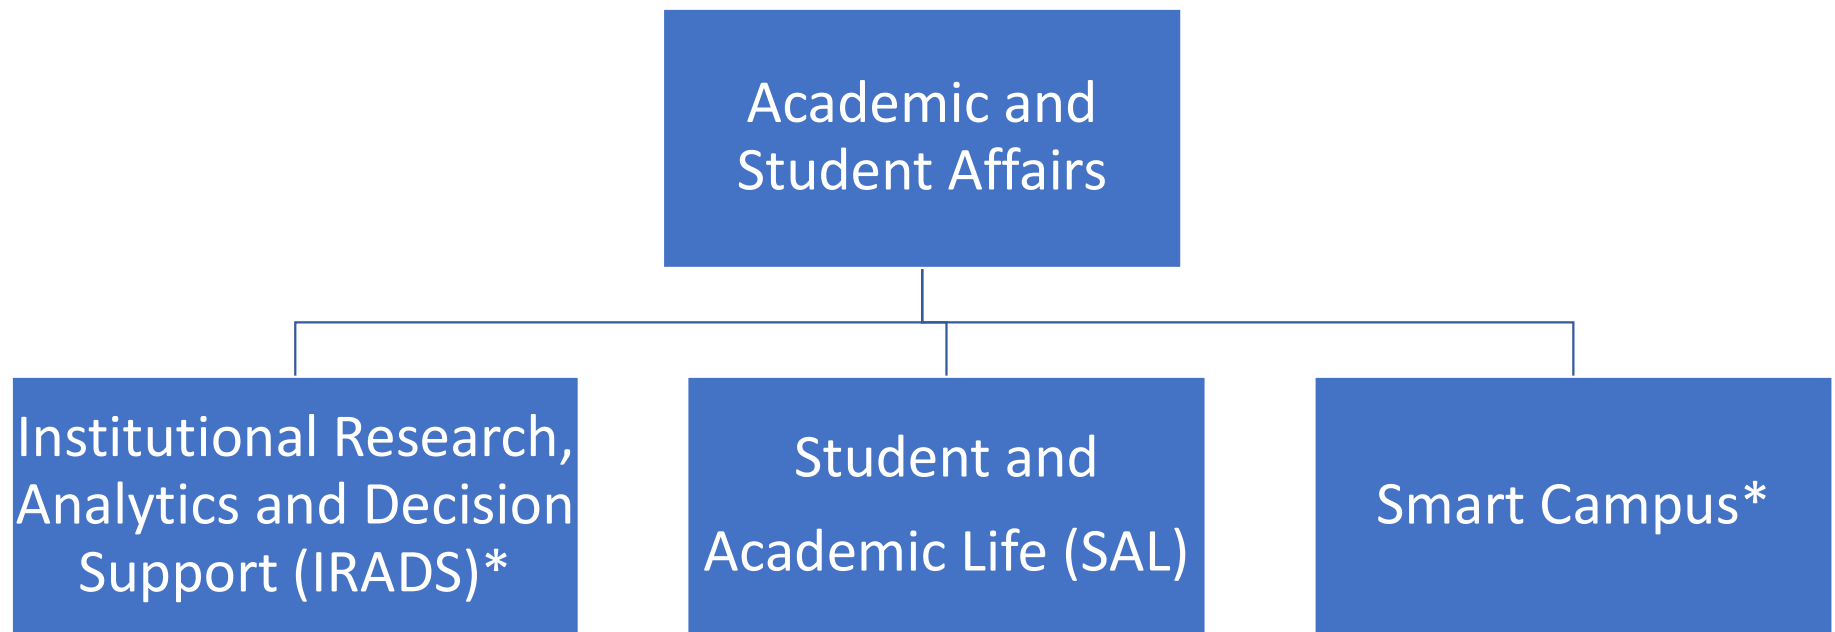 Academic and
Student Affairs
Institutional Research,
Analytics and Decision
Support (IRADS)*
Student and
Academic Life (SAL)
Smart Campus*